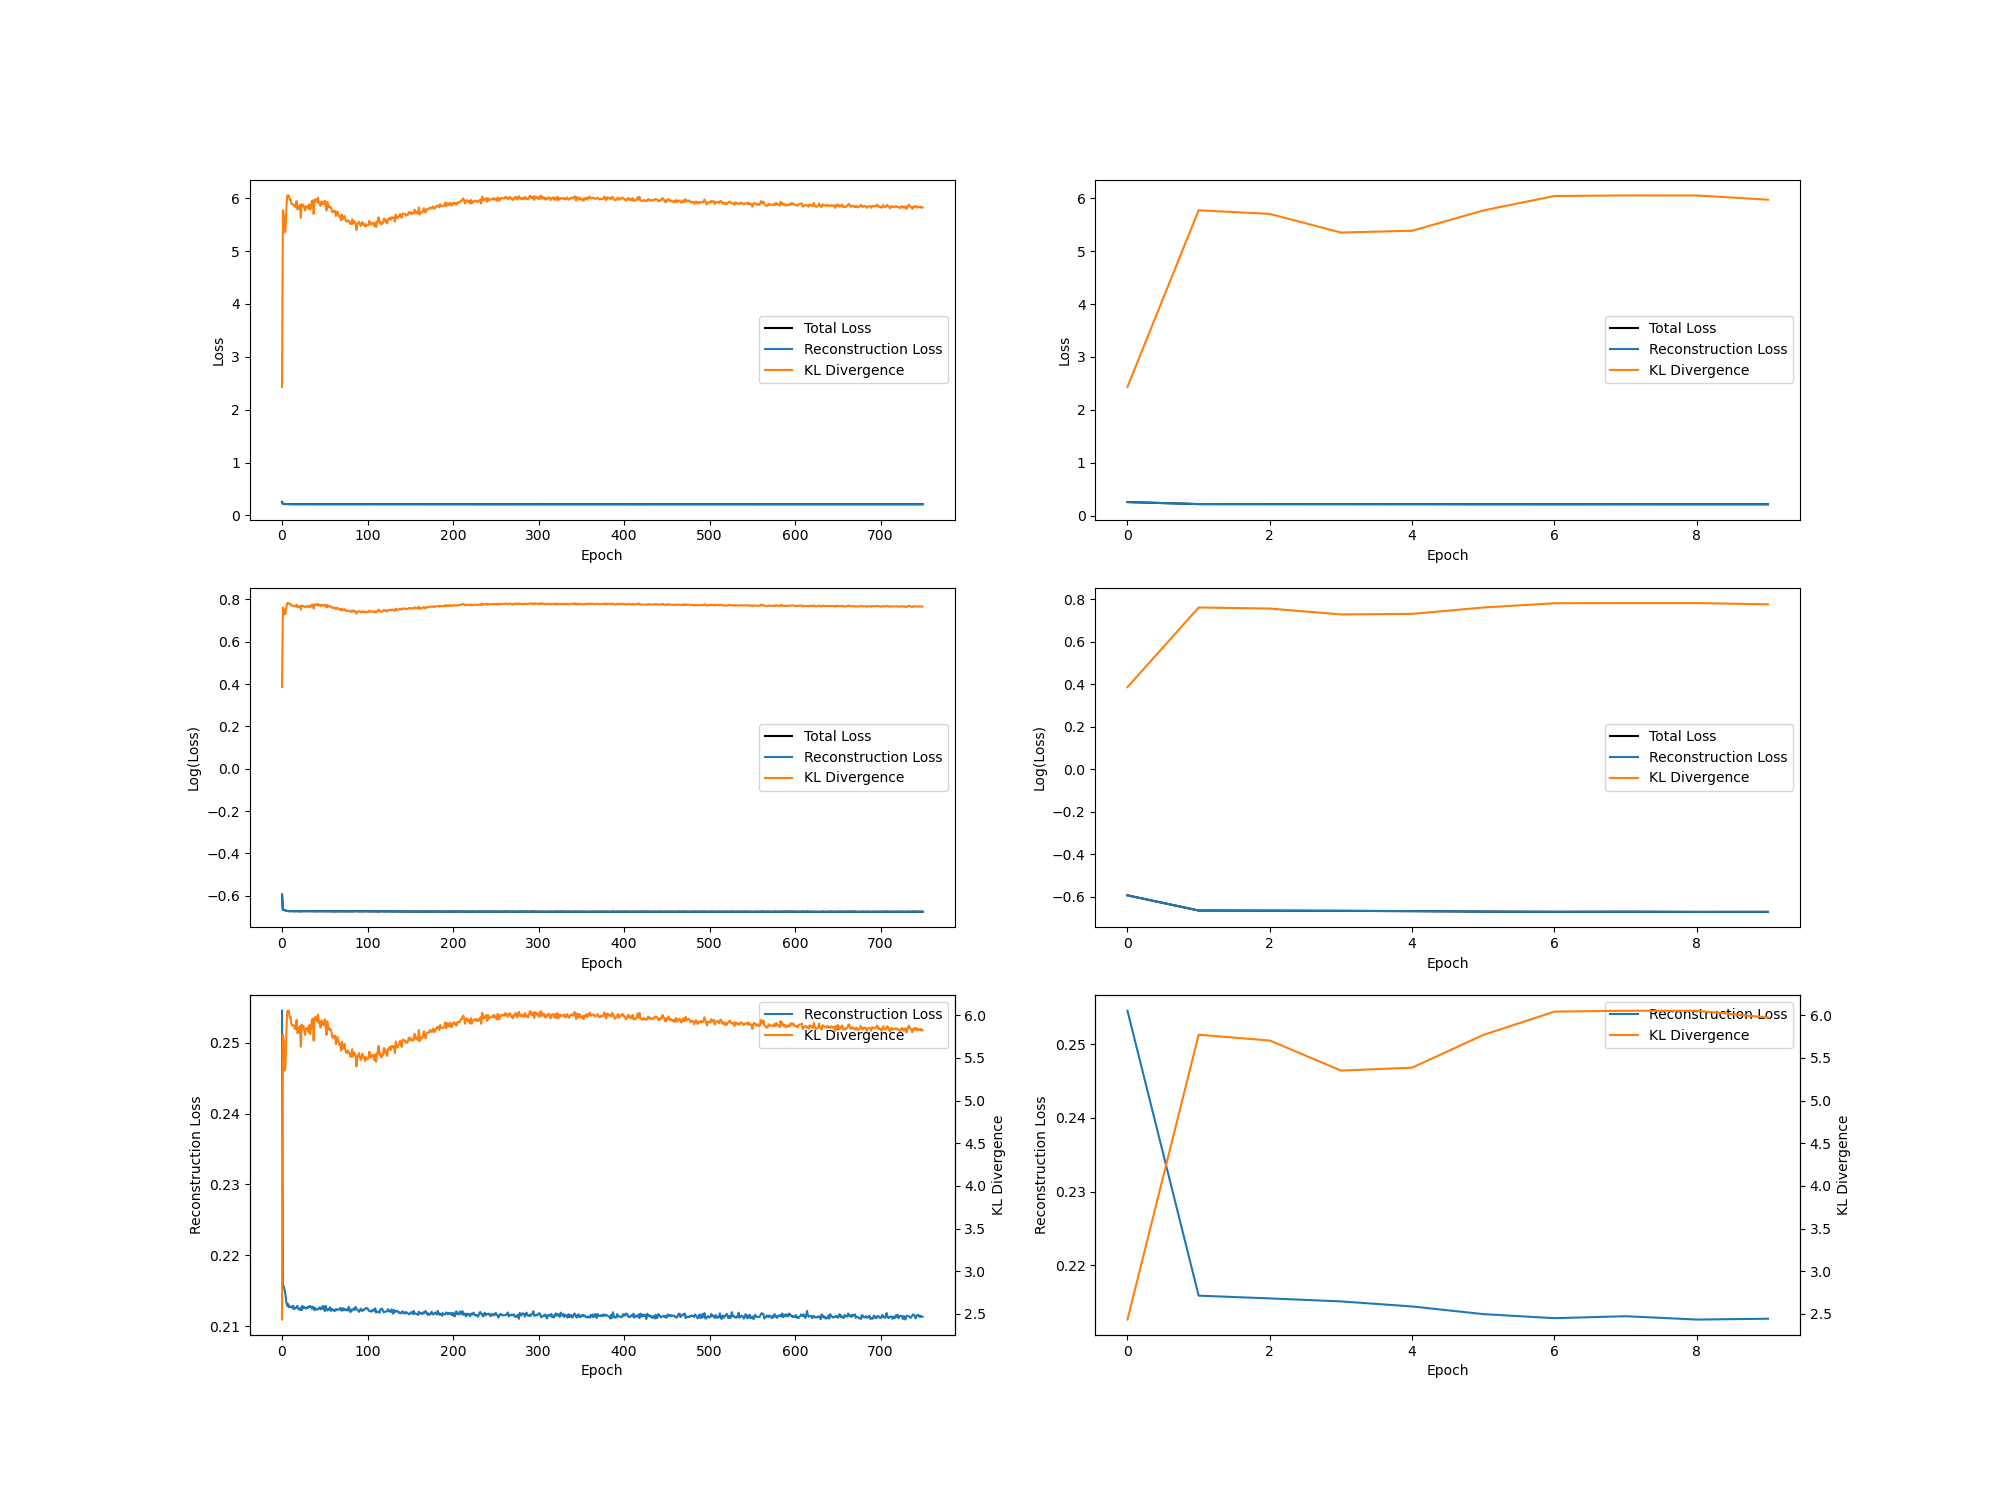 6
5
4
3
2
1
0
Loss
0 100 200 300 400 500 600 700
Epoch
Total Loss
Reconstruction Loss
KL Divergence
6
5
4
3
2
1
0
Loss
0 2 4 6 8
Epoch
Total Loss
Reconstruction Loss
KL Divergence
0.8
0.6
0.4
0.2
0.0
−0.2
−0.4
−0.6
Log(Loss)
0 100 200 300 400 500 600 700
Epoch
Total Loss
Reconstruction Loss
KL Divergence
0.8
0.6
0.4
0.2
0.0
−0.2
−0.4
−0.6
Log(Loss)
0 2 4 6 8
Epoch
Total Loss
Reconstruction Loss
KL Divergence
0.25
0.24
0.23
0.22
0.21
Reconstruction Loss
0 100 200 300 400 500 600 700
Epoch
Reconstruction Loss
KL Divergence
6.0
5.5
5.0
4.5
4.0
3.5
3.0
2.5
KL Divergence
0.25
0.24
0.23
0.22
Reconstruction Loss
0 2 4 6 8
Epoch
Reconstruction Loss
KL Divergence
6.0
5.5
5.0
4.5
4.0
3.5
3.0
2.5
KL Divergence